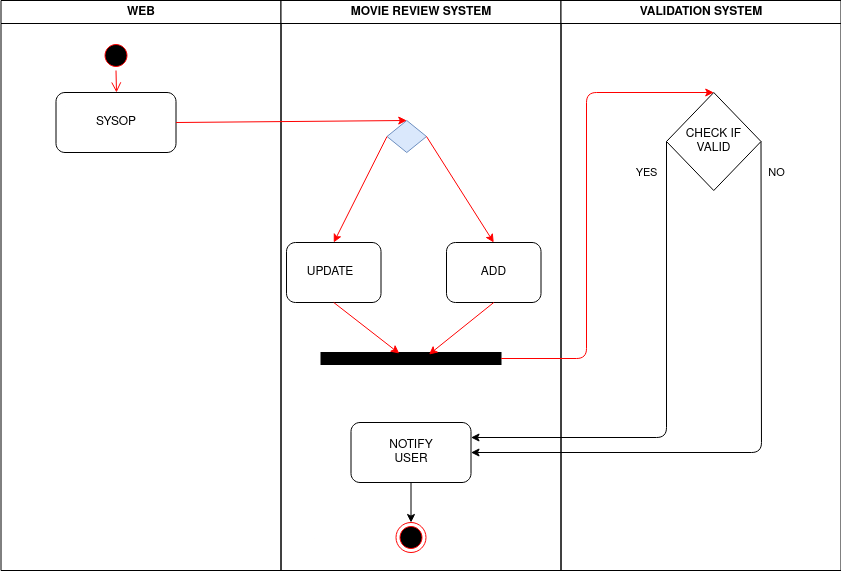 WEB
MOVIE REVIEW SYSTEM
VALIDATION SYSTEM
SYSOP
CHECK IF
VALID
YES
NO
UPDATE
ADD
NOTIFY
USER